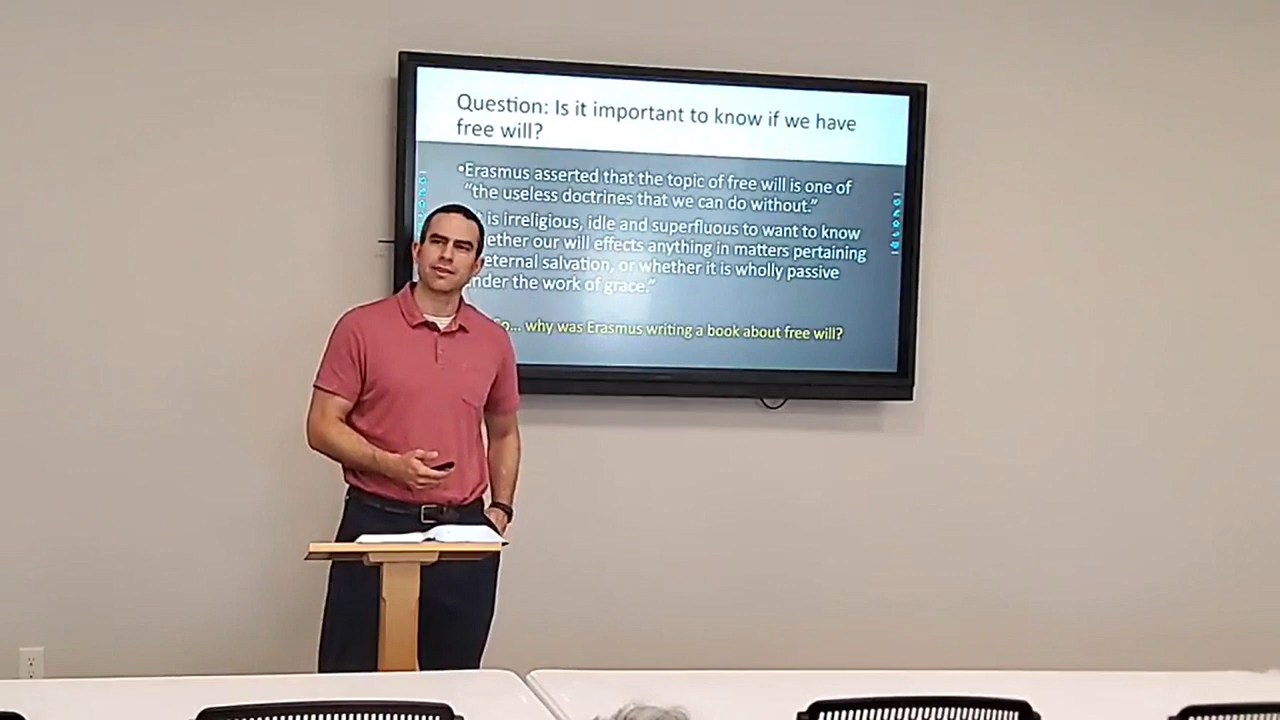 Question: Is it important to know if we have
free will?
•Erasmus asserted that the topic of free will is one of
“the useless doctrines that we can do without.”
is irreligious, idle and superfluous to want to know
ether our will effects anything in matters pertaining
eternal salvation, or whether it is wholly passive
nder the work of grace.”
So... why was Erasmus writing a book about free will?